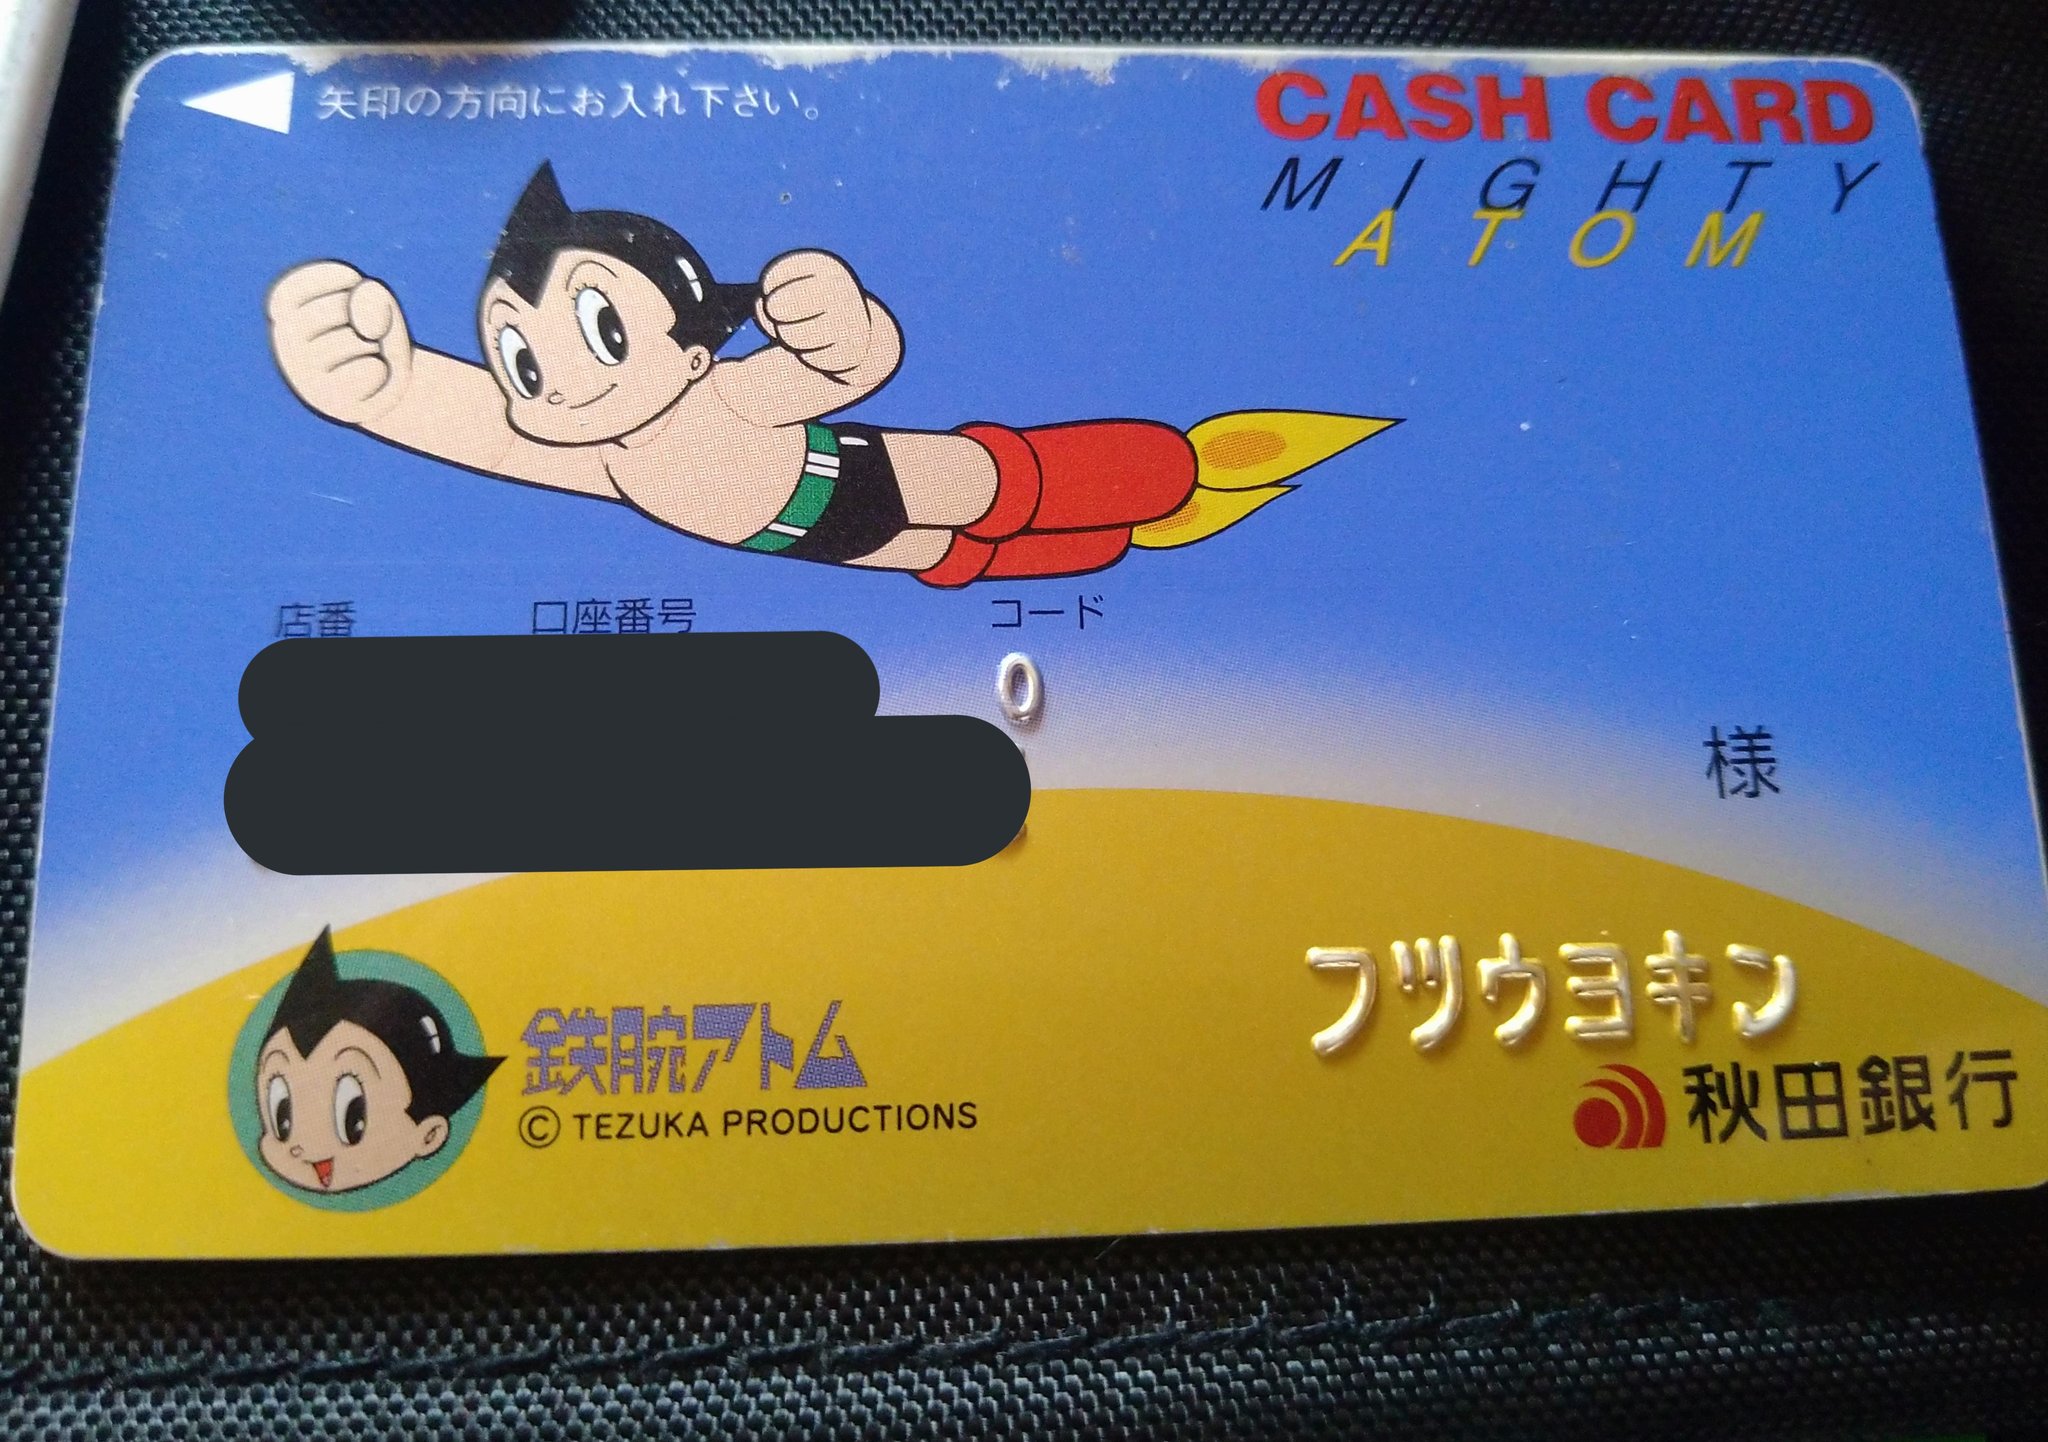 矢印の方向にお入れ下さい。
CASH CARD
MIGHTY
ATOM
店番 口座番号 コード
0
様
フツウヨキン
鉄腕アトム
© TEZUKA PRODUCTIONS
秋田銀行